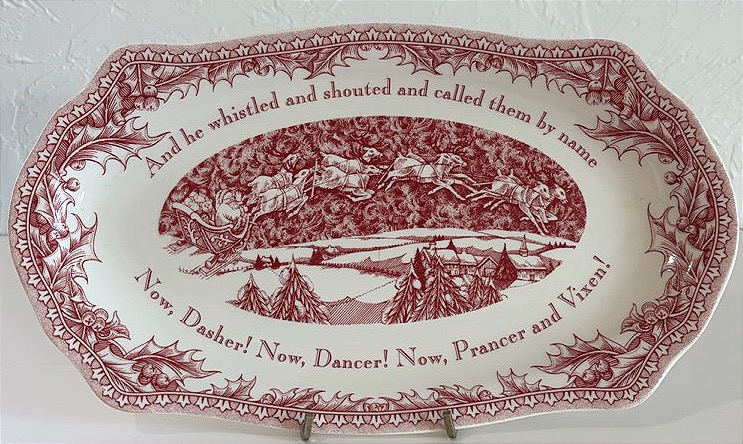 And he whistled and shouted and called them by name
Now, Dasher! Now, Dancer! Now, Prancer and Vixen!